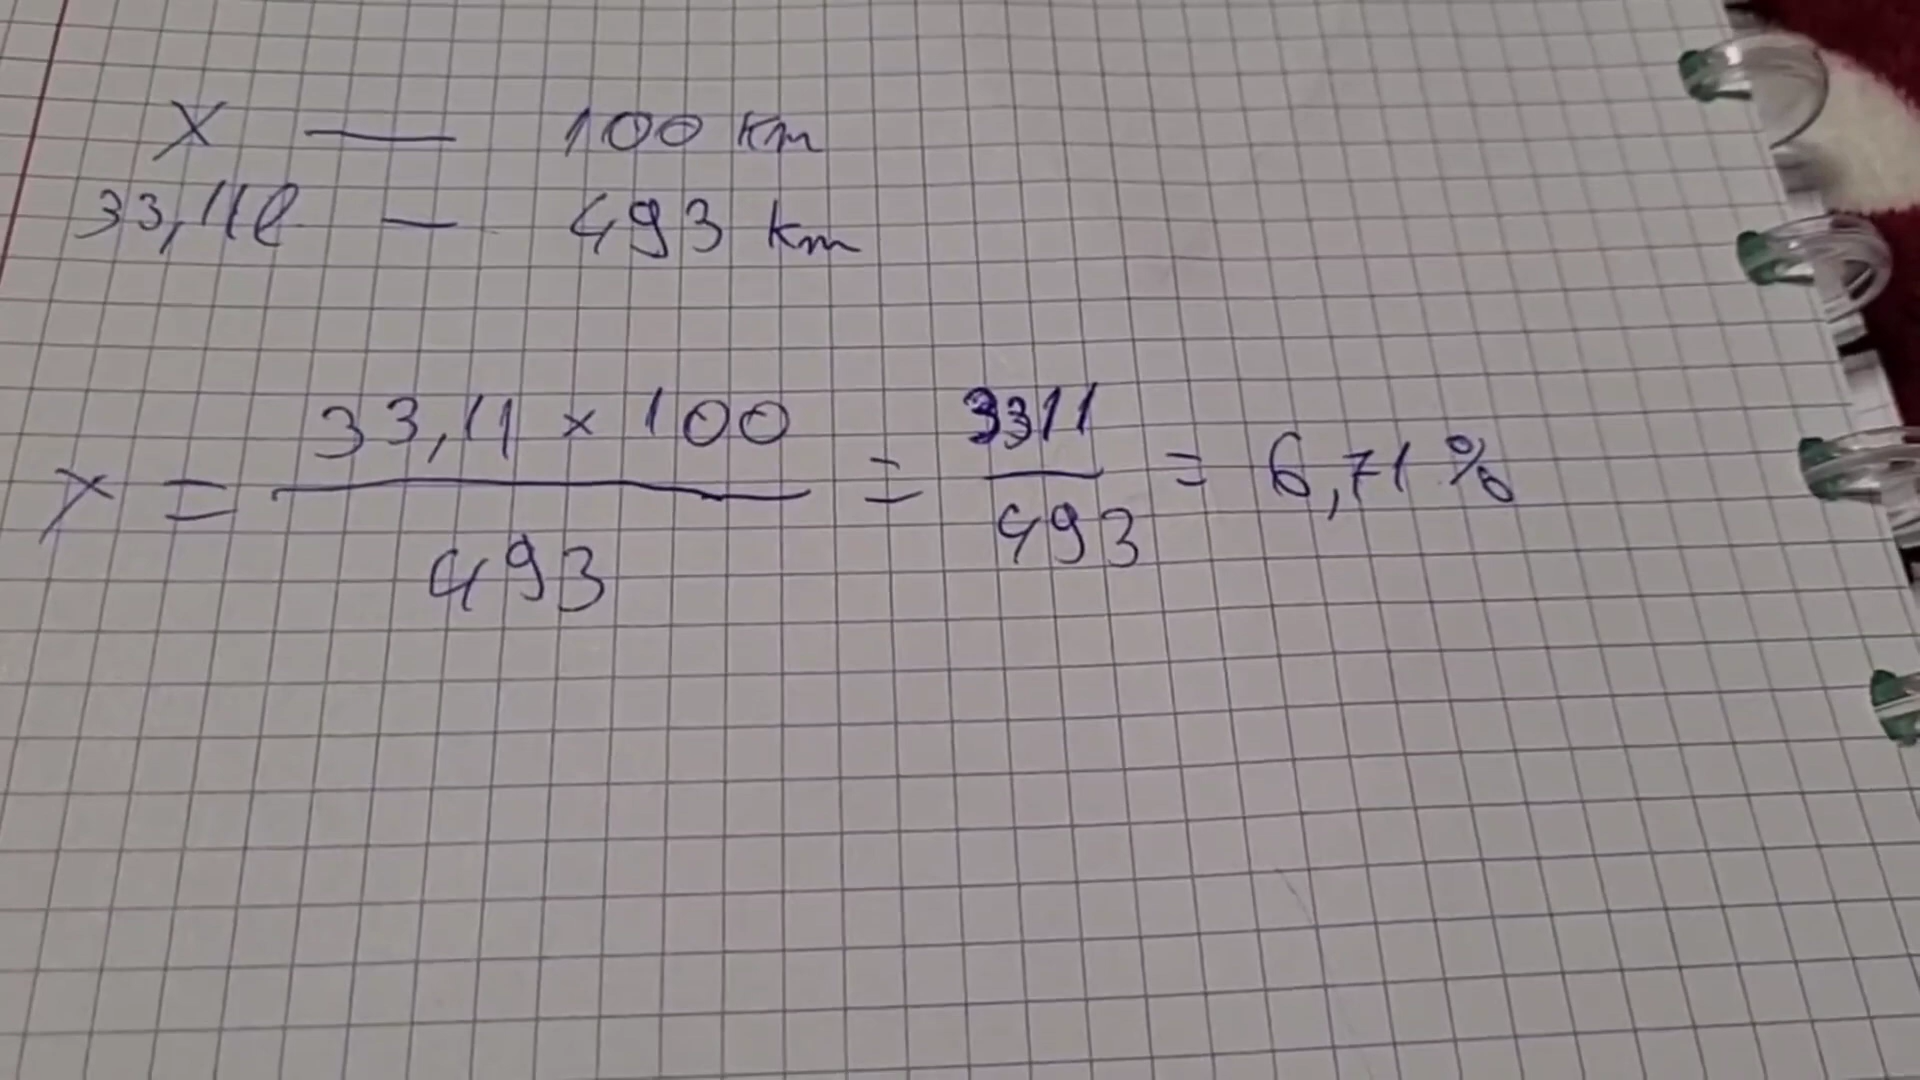 x — 100 km
33,11l — 493 km
x = 33,11 × 100 / 493 = 3311 / 493 = 6,71 %